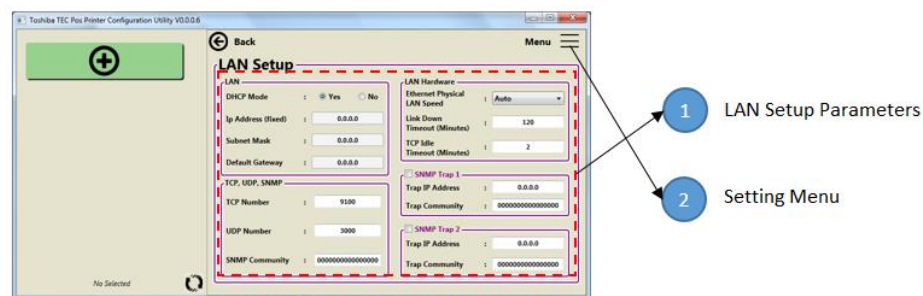 Toshiba TEC Pos Printer Configuration Utility V0.0.0.6
Back
Menu
LAN Setup
LAN
DHCP Mode : Yes No
Ip Address (fixed) : 0.0.0.0
Subnet Mask : 0.0.0.0
Default Gateway : 0.0.0.0
TCP, UDP, SNMP
TCP Number : 9100
UDP Number : 3000
SNMP Community : 0000000000000000
LAN Hardware
Ethernet Physical
LAN Speed : Auto
Link Down
Timeout (Minutes) : 120
TCP Idle
Timeout (Minutes) : 2
SNMP Trap 1
Trap IP Address : 0.0.0.0
Trap Community : 0000000000000000
SNMP Trap 2
Trap IP Address : 0.0.0.0
Trap Community : 0000000000000000
No Selected
1 LAN Setup Parameters
2 Setting Menu